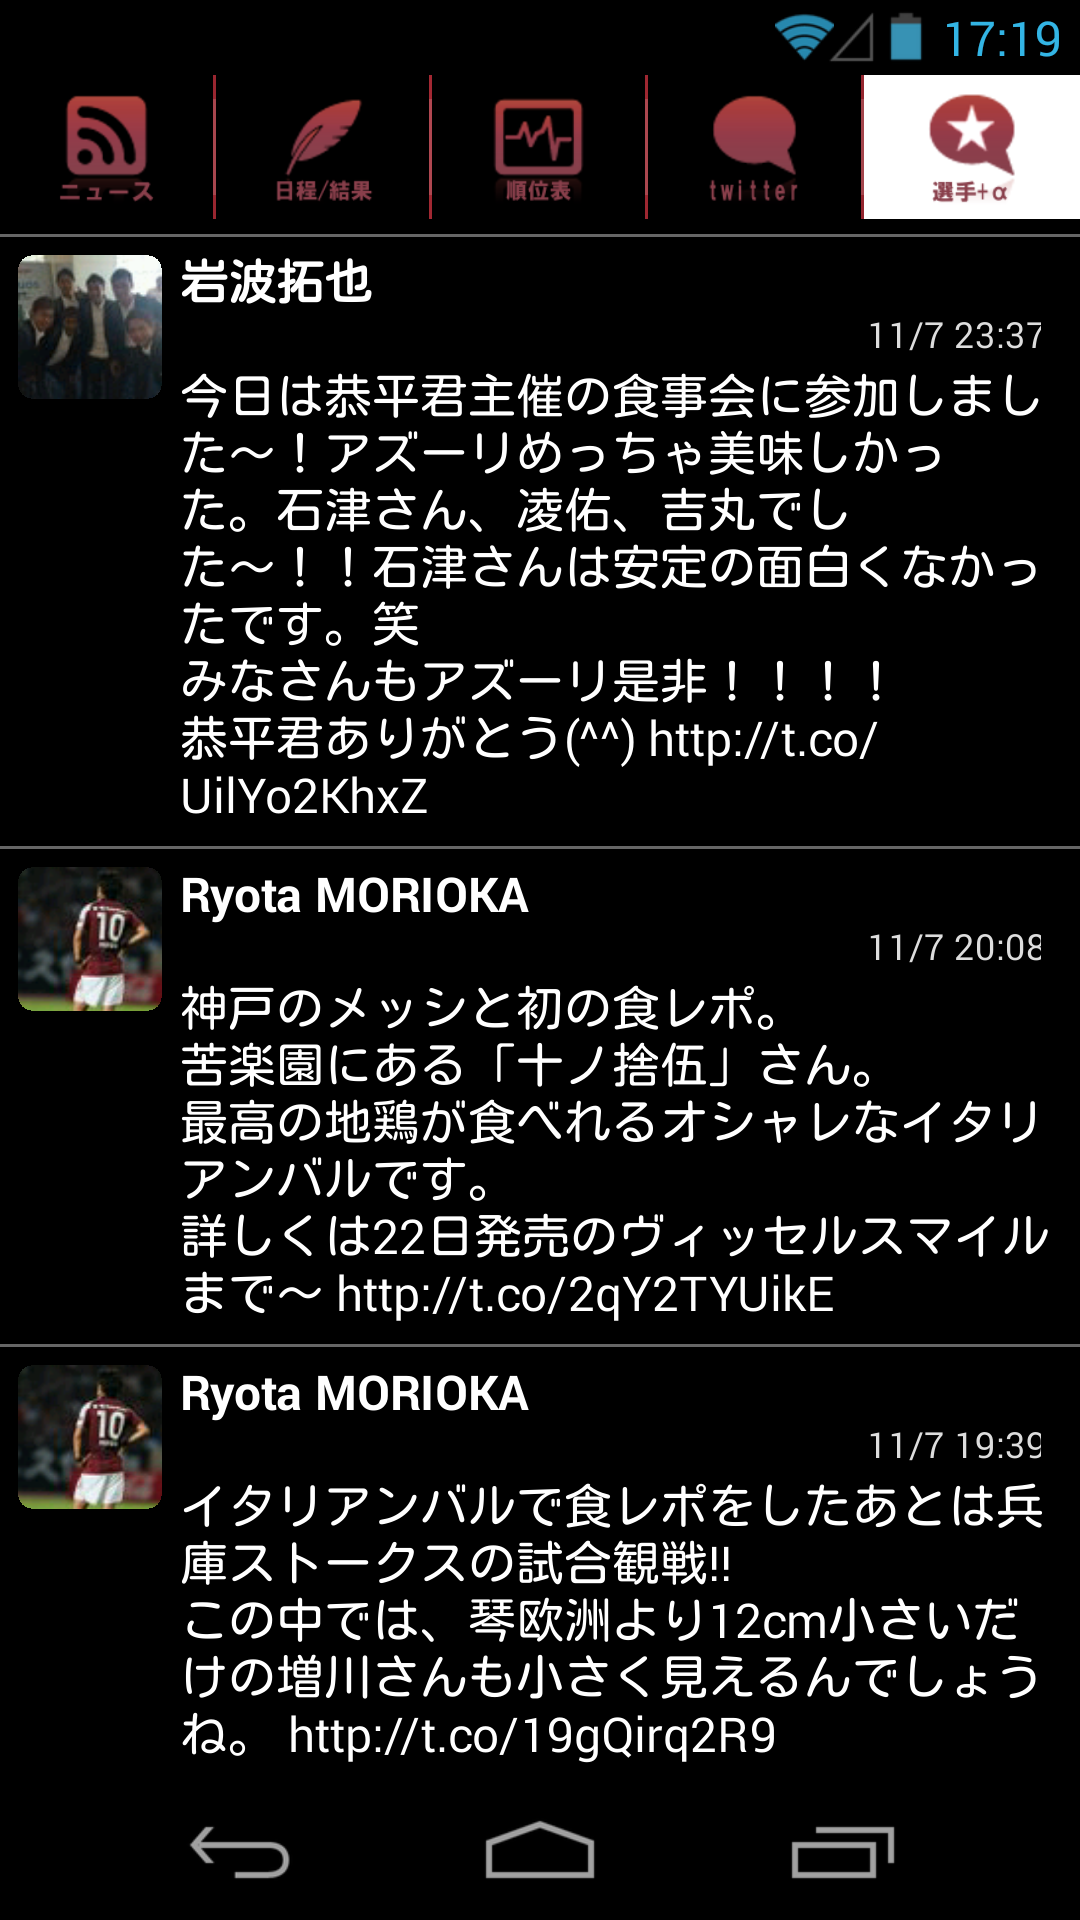 17:19
ニュース
日程/結果
順位表
twitter
選手+α
岩波拓也
11/7 23:37
今日は恭平君主催の食事会に参加しまし
た〜！アズーリめっちゃ美味しかっ
た。石津さん、凌佑、吉丸でし
た〜！！石津さんは安定の面白くなかっ
たです。笑
みなさんもアズーリ是非！！！！
恭平君ありがとう(^^) http://t.co/
UilYo2KhxZ
Ryota MORIOKA
11/7 20:08
神戸のメッシと初の食レポ。
苦楽園にある「十ノ捨伍」さん。
最高の地鶏が食べれるオシャレなイタリ
アンバルです。
詳しくは22日発売のヴィッセルスマイル
まで〜 http://t.co/2qY2TYUikE
Ryota MORIOKA
11/7 19:39
イタリアンバルで食レポをしたあとは兵
庫ストークスの試合観戦!!
この中では、琴欧洲より12cm小さいだ
けの増川さんも小さく見えるんでしょう
ね。 http://t.co/19gQirq2R9